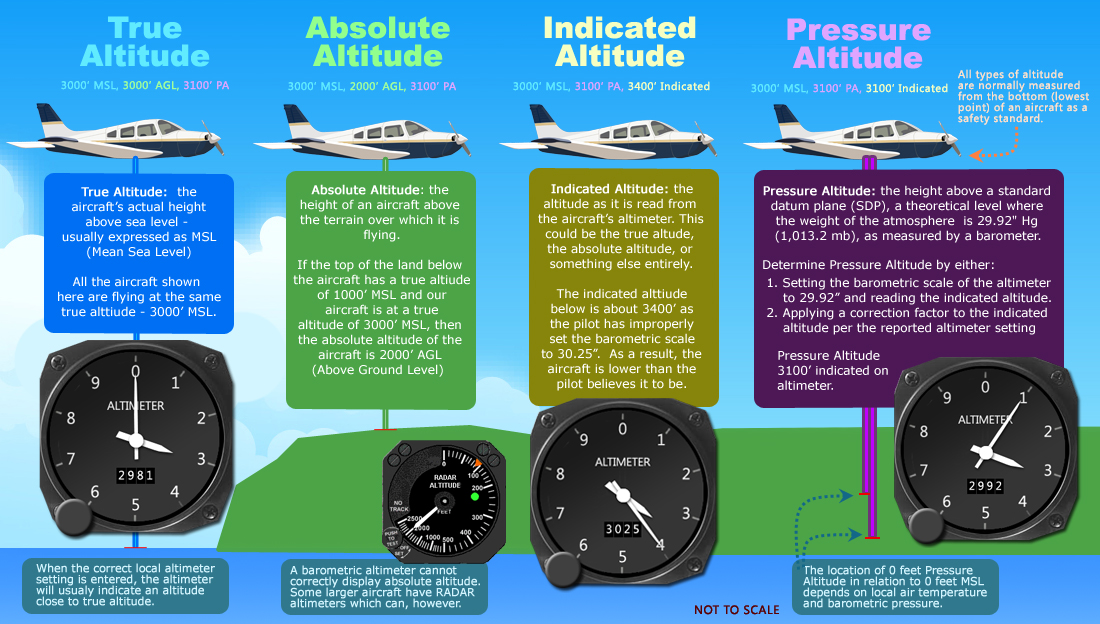 True
Altitude
3000’ MSL, 3000’ AGL, 3100’ PA
True Altitude: the
aircraft’s actual height
above sea level -
usually expressed as MSL
(Mean Sea Level)
All the aircraft shown
here are flying at the same
true altiude - 3000’ MSL.
0
1
2
3
4
5
6
7
8
9
ALTIMETER
2981
When the correct local altimeter
setting is entered, the altimeter
will usualy indicate an altitude
close to true altitude.
Absolute
Altitude
3000’ MSL, 2000’ AGL, 3100’ PA
Absolute Altitude: the
height of an aircraft above
the terrain over which it is
flying.
If the top of the land below
the aircraft has a true altiude
of 1000’ MSL and our
aircraft is at a true
altitude of 3000’ MSL, then
the absolute altitude of the
aircraft is 2000’ AGL
(Above Ground Level)
0
100
200
300
400
500
1000
2000
2500
RADAR
ALTITUDE
FEET
NO
TRACK
PUSH
TO
TEST
OFF
SET
A barometric altimeter cannot
correctly display absolute altitude.
Some larger aircraft have RADAR
altimeters which can, however.
Indicated
Altitude
3000’ MSL, 3100’ PA, 3400’ Indicated
Indicated Altitude: the
altitude as it is read from
the aircraft’s altimeter. This
could be the true altude,
the absolute altitude, or
something else entirely.
The indicated altitude
below is about 3400’ as
the pilot has improperly
set the barometric scale
to 30.25”. As a result, the
aircraft is lower than the
pilot believes it to be.
0
1
2
3
4
5
6
7
8
9
ALTIMETER
3025
Pressure
Altitude
3000’ MSL, 3100’ PA, 3100’ Indicated
All types of altitude
are normally measured
from the bottom (lowest
point) of an aircraft as a
safety standard.
Pressure Altitude: the height above a standard
datum plane (SDP), a theoretical level where
the weight of the atmosphere is 29.92" Hg
(1,013.2 mb), as measured by a barometer.
Determine Pressure Altitude by either:
1. Setting the barometric scale of the altimeter
to 29.92” and reading the indicated altitude.
2. Applying a correction factor to the indicated
altitude per the reported altimeter setting
Pressure Altitude
3100’ indicated on
altimeter.
0
1
2
3
4
5
6
7
8
9
ALTIMETER
2992
The location of 0 feet Pressure
Altitude in relation to 0 feet MSL
depends on local air temperature
and barometric pressure.
NOT TO SCALE